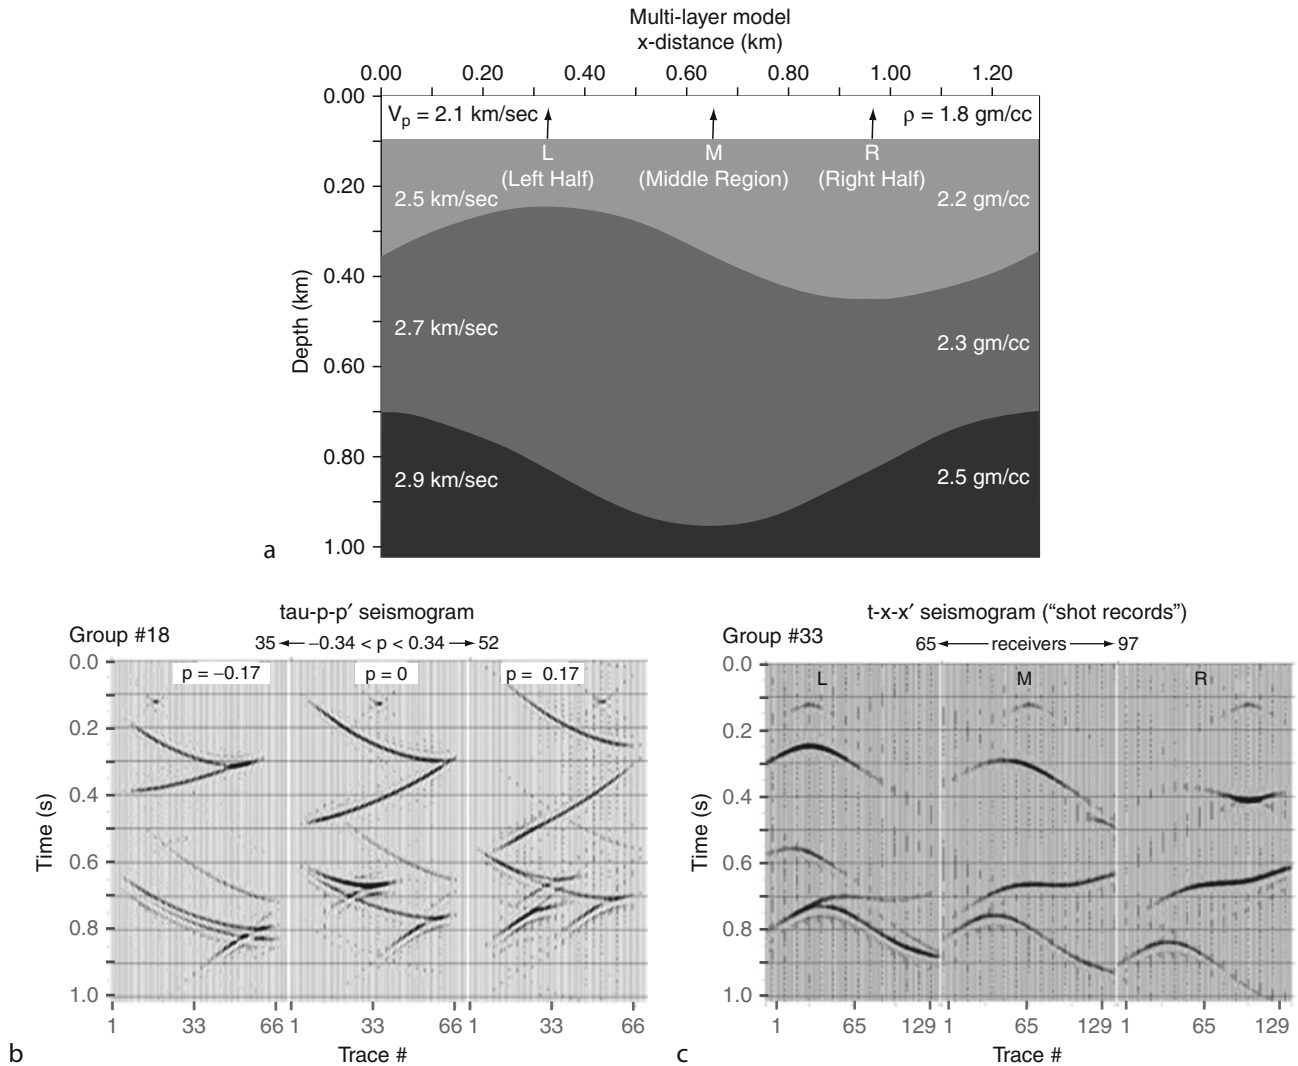 Multi-layer model
x-distance (km)
0.00 0.20 0.40 0.60 0.80 1.00 1.20
0.00
Vp = 2.1 km/sec ρ = 1.8 gm/cc
L M R
(Left Half) (Middle Region) (Right Half)
0.20
2.5 km/sec 2.2 gm/cc
0.40
Depth (km)
2.7 km/sec 2.3 gm/cc
0.60
0.80
2.9 km/sec 2.5 gm/cc
1.00
a
tau-p-p′ seismogram
Group #18 35 −0.34 < p < 0.34 52
0.0
p = −0.17 p = 0 p = 0.17
0.2
0.4
Time (s)
0.6
0.8
1.0
1 33 66 1 33 66 1 33 66
Trace #
b
t-x-x′ seismogram (“shot records”)
Group #33 65 receivers 97
0.0
L M R
0.2
0.4
Time (s)
0.6
0.8
1.0
1 65 129 1 65 129 1 65 129
Trace #
c